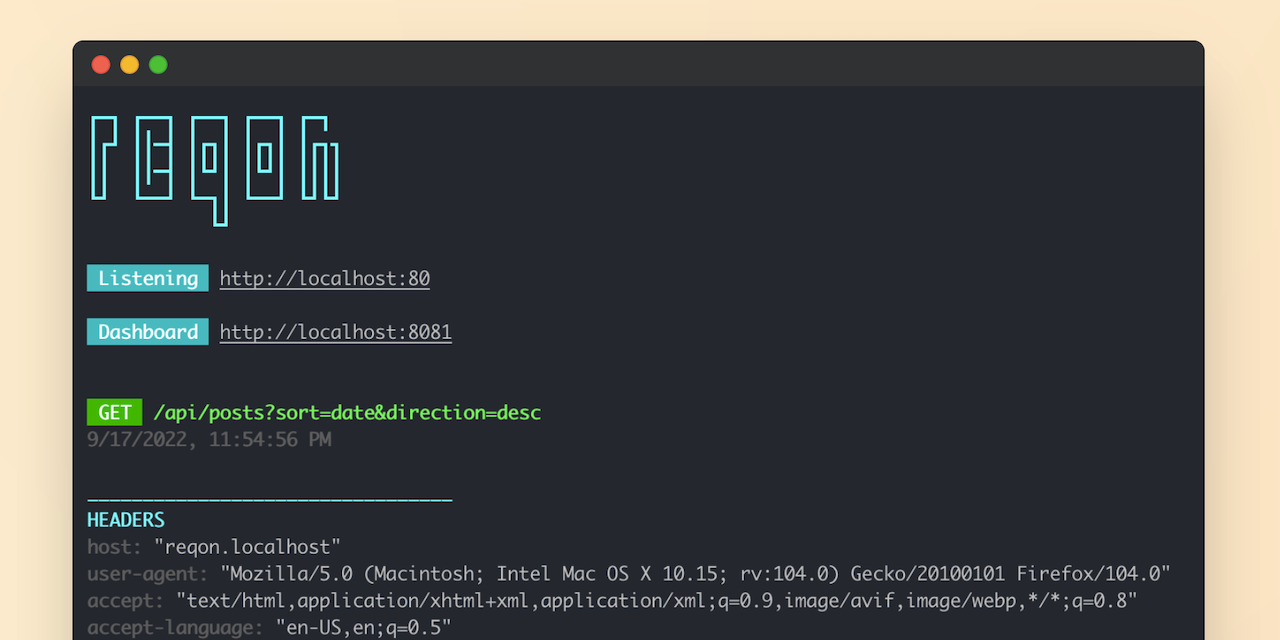 reqon
Listening http://localhost:80
Dashboard http://localhost:8081
GET /api/posts?sort=date&direction=desc
9/17/2022, 11:54:56 PM
_________________________________
HEADERS
host: "reqon.localhost"
user-agent: "Mozilla/5.0 (Macintosh; Intel Mac OS X 10.15; rv:104.0) Gecko/20100101 Firefox/104.0"
accept: "text/html,application/xhtml+xml,application/xml;q=0.9,image/avif,image/webp,*/*;q=0.8"
accept-language: "en-US,en;q=0.5"